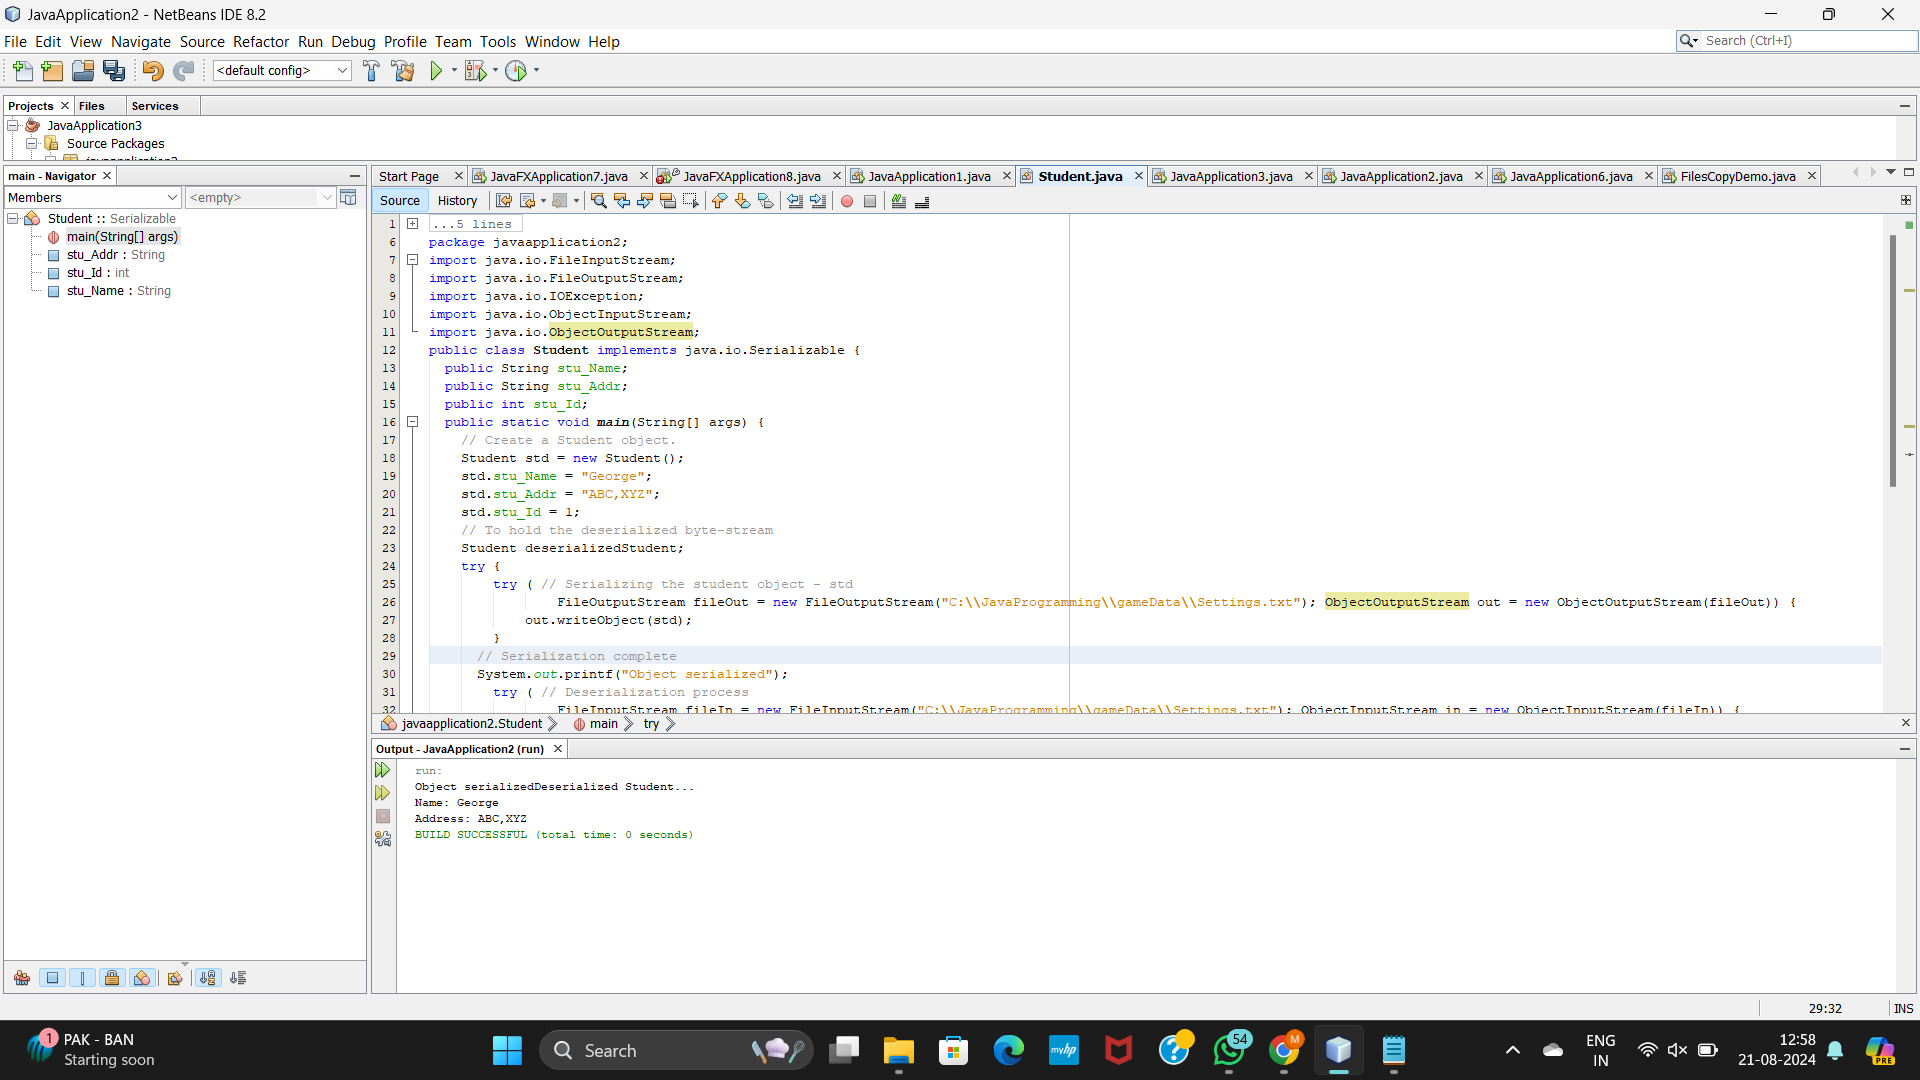 JavaApplication2 - NetBeans IDE 8.2
File Edit View Navigate Source Refactor Run Debug Profile Team Tools Window Help
Search (Ctrl+I)
<default config>
Projects Files Services
JavaApplication3
Source Packages
main - Navigator
Members <empty>
Student :: Serializable
main(String[] args)
stu_Addr : String
stu_Id : int
stu_Name : String
Start Page JavaFXApplication7.java JavaFXApplication8.java JavaApplication1.java Student.java JavaApplication3.java JavaApplication2.java JavaApplication6.java FilesCopyDemo.java
Source History
1 ...5 lines
6 package javaapplication2;
7 import java.io.FileInputStream;
8 import java.io.FileOutputStream;
9 import java.io.IOException;
10 import java.io.ObjectInputStream;
11 import java.io.ObjectOutputStream;
12 public class Student implements java.io.Serializable {
13 public String stu_Name;
14 public String stu_Addr;
15 public int stu_Id;
16 public static void main(String[] args) {
17 // Create a Student object.
18 Student std = new Student();
19 std.stu_Name = "George";
20 std.stu_Addr = "ABC,XYZ";
21 std.stu_Id = 1;
22 // To hold the deserialized byte-stream
23 Student deserializedStudent;
24 try {
25 try ( // Serializing the student object - std
26 FileOutputStream fileOut = new FileOutputStream("C:\\JavaProgramming\\gameData\\Settings.txt"); ObjectOutputStream out = new ObjectOutputStream(fileOut)) {
27 out.writeObject(std);
28 }
29 // Serialization complete
30 System.out.printf("Object serialized");
31 try ( // Deserialization process
32 FileInputStream fileIn = new FileInputStream("C:\\JavaProgramming\\gameData\\Settings.txt"); ObjectInputStream in = new ObjectInputStream(fileIn)) {
javaapplication2.Student main try
Output - JavaApplication2 (run)
run:
Object serializedDeserialized Student...
Name: George
Address: ABC,XYZ
BUILD SUCCESSFUL (total time: 0 seconds)
29:32 INS
1 PAK - BAN
Starting soon
Search
myhp
54
M
ENG
IN
12:58
21-08-2024
PRE